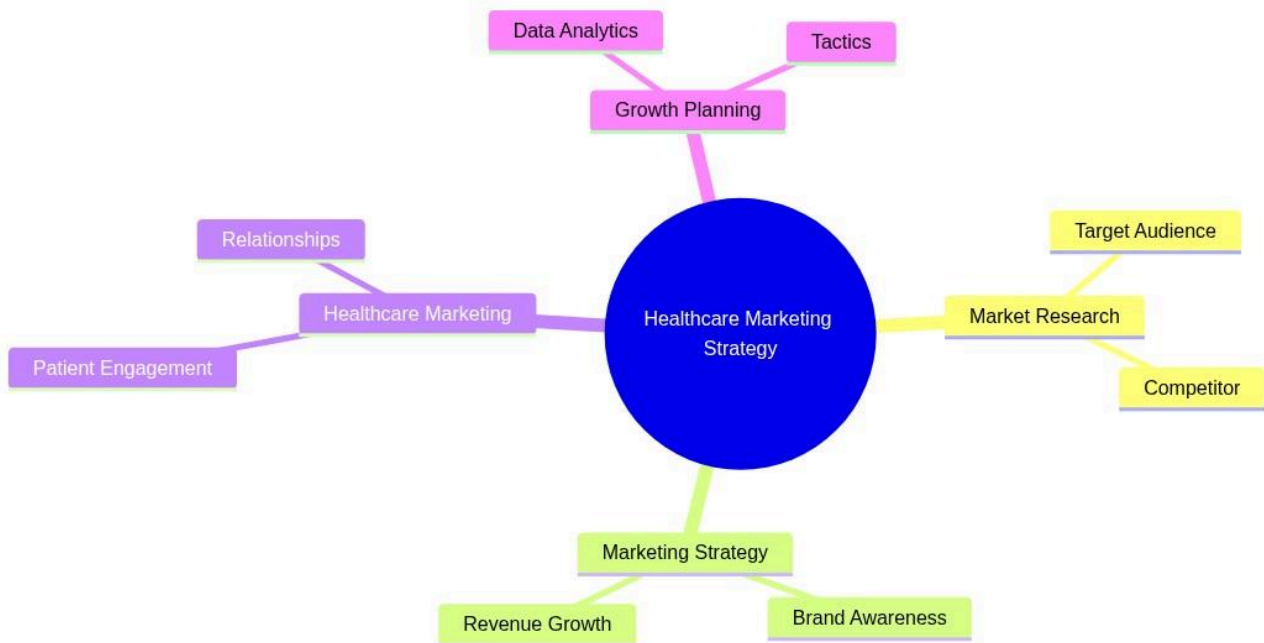 Data Analytics
Tactics
Growth Planning
Relationships
Target Audience
Healthcare Marketing
Healthcare Marketing
Strategy
Market Research
Patient Engagement
Competitor
Marketing Strategy
Revenue Growth
Brand Awareness